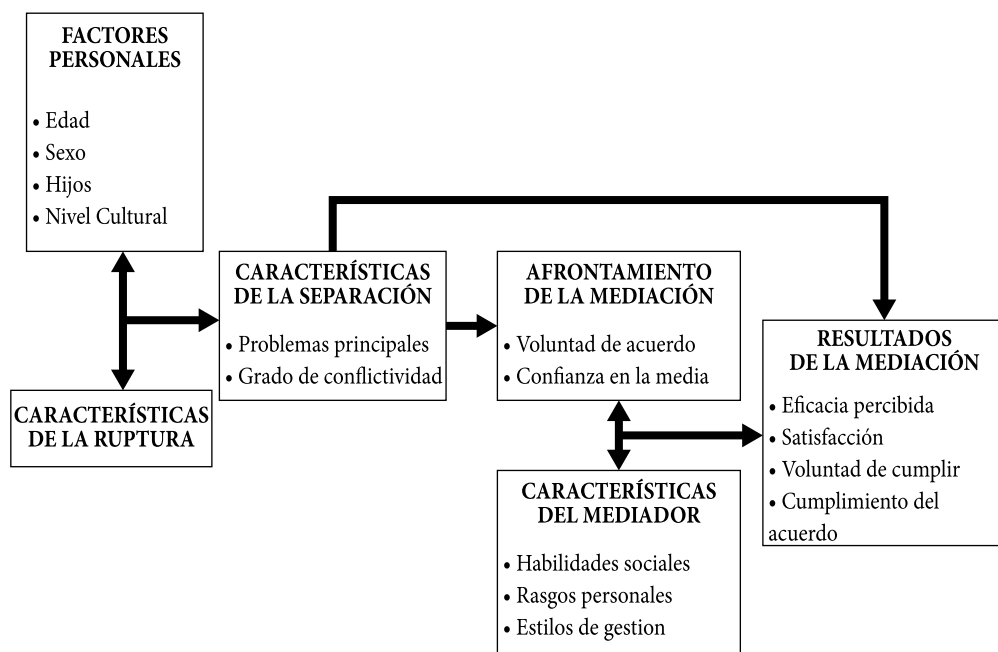 FACTORES
PERSONALES
• Edad
• Sexo
• Hijos
• Nivel Cultural
CARACTERÍSTICAS
DE LA RUPTURA
CARACTERÍSTICAS
DE LA SEPARACIÓN
• Problemas principales
• Grado de conflictividad
AFRONTAMIENTO
DE LA MEDIACIÓN
• Voluntad de acuerdo
• Confianza en la media
CARACTERÍSTICAS
DEL MEDIADOR
• Habilidades sociales
• Rasgos personales
• Estilos de gestion
RESULTADOS
DE LA MEDIACIÓN
• Eficacia percibida
• Satisfacción
• Voluntad de cumplir
• Cumplimiento del
acuerdo